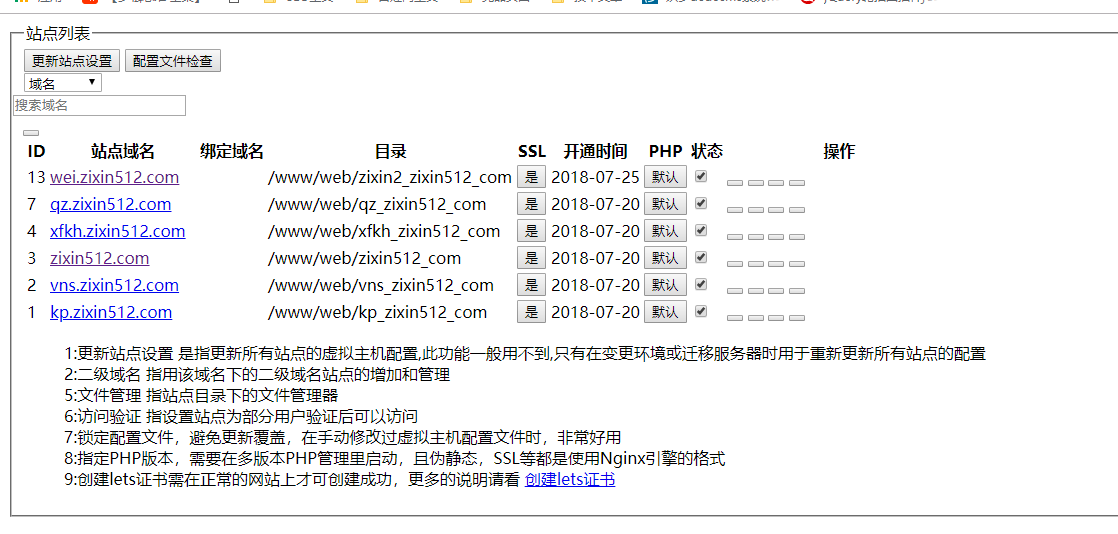 站点列表
更新站点设置 配置文件检查
域名
搜索域名
ID 站点域名 绑定域名 目录 SSL 开通时间 PHP 状态 操作
13 wei.zixin512.com /www/web/zixin2_zixin512_com 是 2018-07-25 默认
7 qz.zixin512.com /www/web/qz_zixin512_com 是 2018-07-20 默认
4 xfkh.zixin512.com /www/web/xfkh_zixin512_com 是 2018-07-20 默认
3 zixin512.com /www/web/zixin512_com 是 2018-07-20 默认
2 vns.zixin512.com /www/web/vns_zixin512_com 是 2018-07-20 默认
1 kp.zixin512.com /www/web/kp_zixin512_com 是 2018-07-20 默认
1:更新站点设置 是指更新所有站点的虚拟主机配置,此功能一般用不到,只有在变更环境或迁移服务器时用于重新更新所有站点的配置
2:二级域名 指用该域名下的二级域名站点的增加和管理
5:文件管理 指站点目录下的文件管理器
6:访问验证 指设置站点为部分用户验证后可以访问
7:锁定配置文件，避免更新覆盖，在手动修改过虚拟主机配置文件时，非常好用
8:指定PHP版本，需要在多版本PHP管理里启动，且伪静态，SSL等都是使用Nginx引擎的格式
9:创建lets证书需在正常的网站上才可创建成功，更多的说明请看 创建lets证书